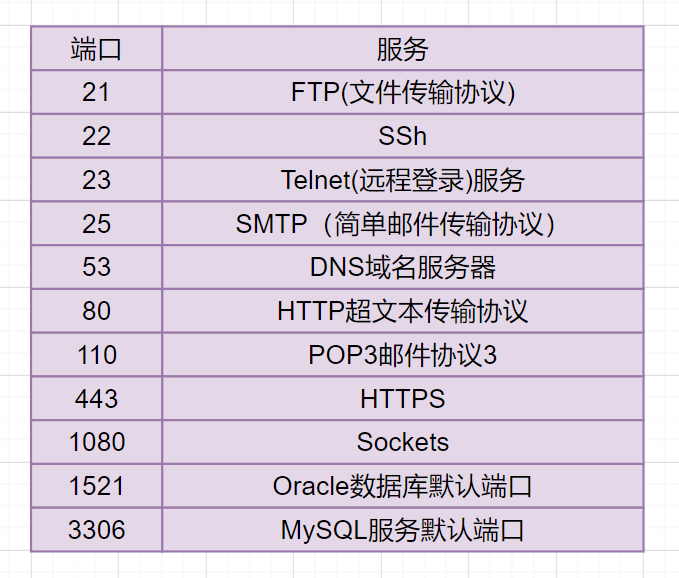 端口 服务
21 FTP(文件传输协议)
22 SSh
23 Telnet(远程登录)服务
25 SMTP（简单邮件传输协议）
53 DNS域名服务器
80 HTTP超文本传输协议
110 POP3邮件协议3
443 HTTPS
1080 Sockets
1521 Oracle数据库默认端口
3306 MySQL服务默认端口